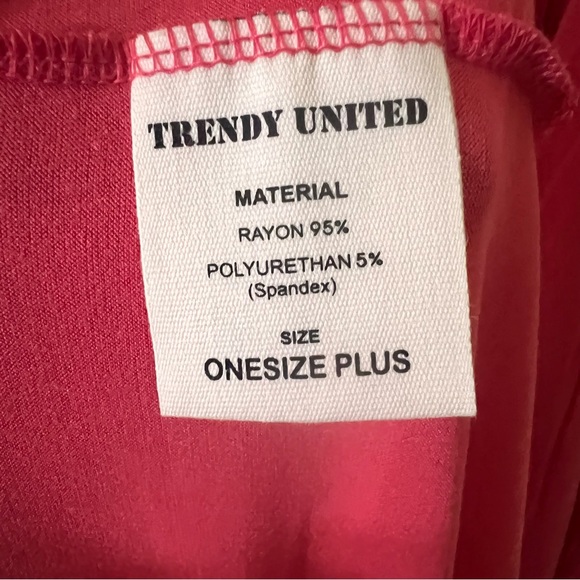 TRENDY UNITED
MATERIAL
RAYON 95%
POLYURETHAN 5%
(Spandex)
SIZE
ONESIZE PLUS